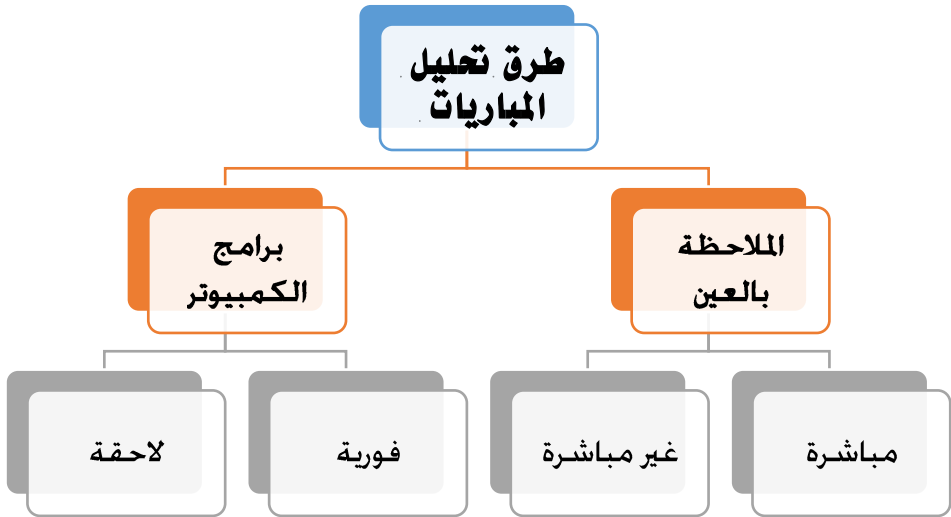 طرق تحليل
المباريات
الملاحظة
بالعين
برامج
الكمبيوتر
مباشرة
غير مباشرة
فورية
لاحقة